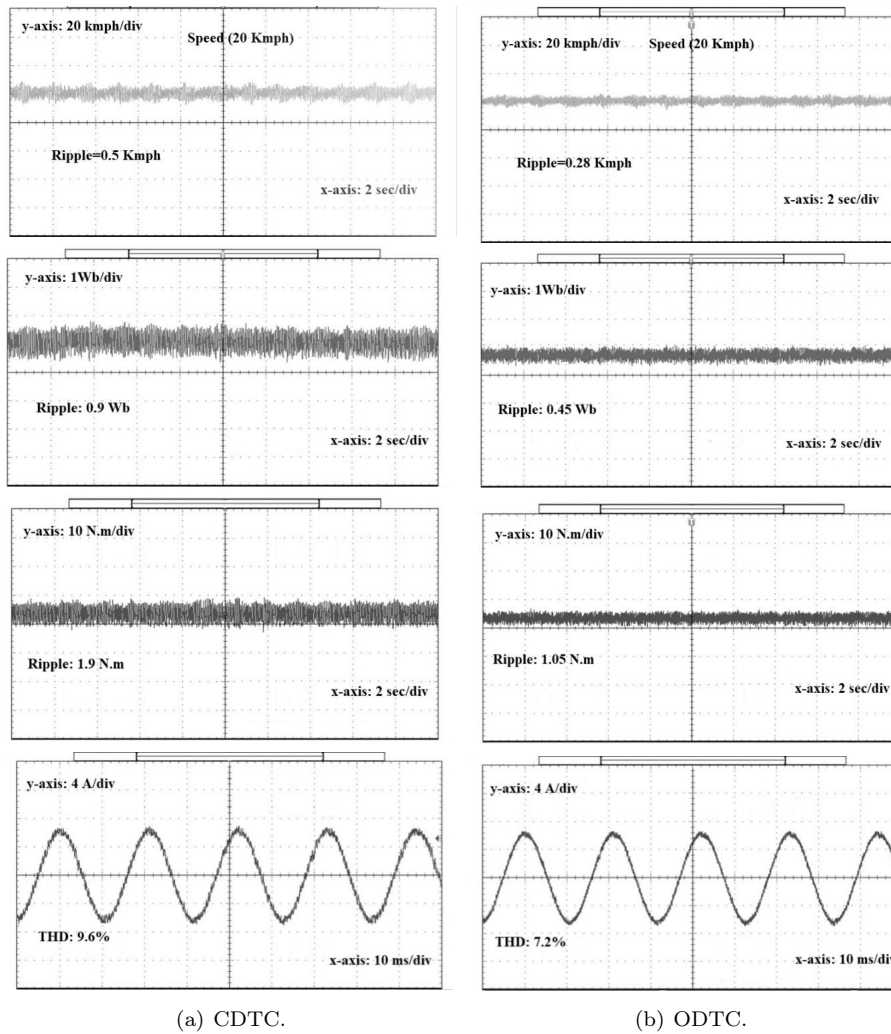 y-axis: 20 kmph/div
Speed (20 Kmph)
Ripple=0.5 Kmph
x-axis: 2 sec/div
y-axis: 1Wb/div
Ripple: 0.9 Wb
x-axis: 2 sec/div
y-axis: 10 N.m/div
Ripple: 1.9 N.m
x-axis: 2 sec/div
y-axis: 4 A/div
THD: 9.6%
x-axis: 10 ms/div
(a) CDTC.
y-axis: 20 kmph/div
Speed (20 Kmph)
Ripple=0.28 Kmph
x-axis: 2 sec/div
y-axis: 1Wb/div
Ripple: 0.45 Wb
x-axis: 2 sec/div
y-axis: 10 N.m/div
Ripple: 1.05 N.m
x-axis: 2 sec/div
y-axis: 4 A/div
THD: 7.2%
x-axis: 10 ms/div
(b) ODTC.